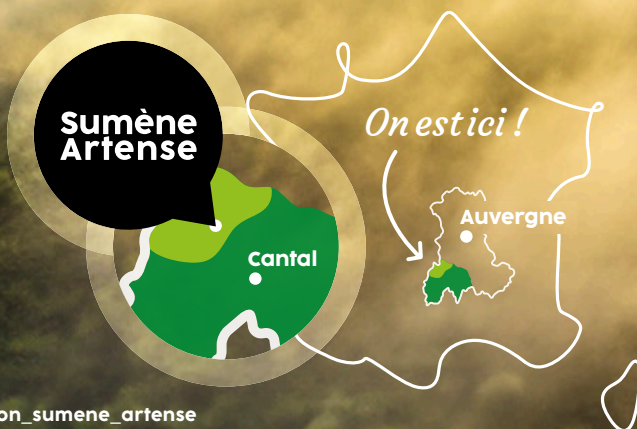 Sumène
Artense
On est ici !
Auvergne
Cantal
on_sumene_artense